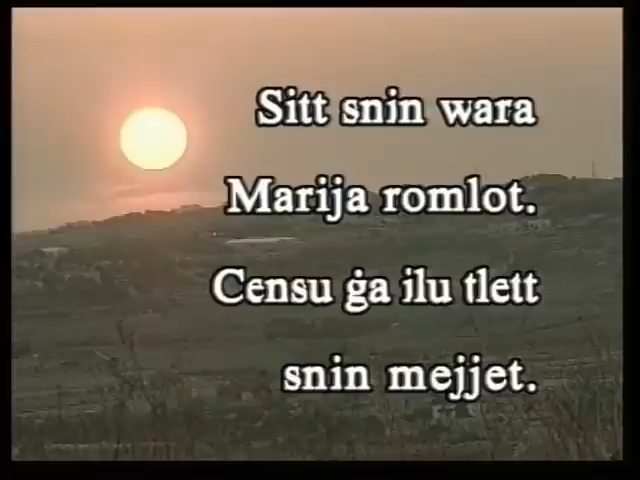 Sitt snin wara
Marija romlot.
Censu ġa ilu tlett
snin mejjet.